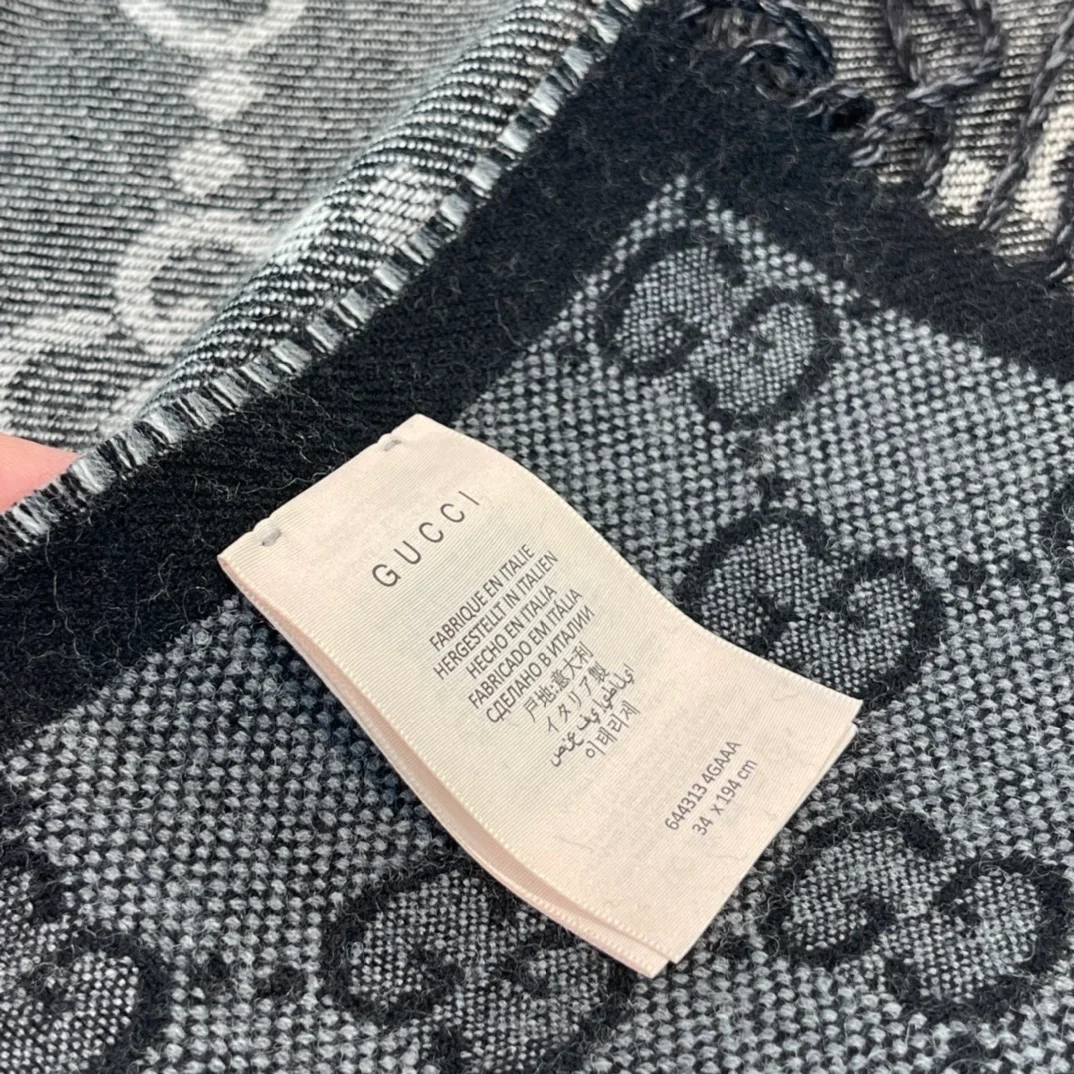 GUCCI
FABRIQUE EN ITALIE
HERGESTELLT IN ITALIEN
HECHO EN ITALIA
FABRICADO EM ITÁLIA
СДЕЛАНО В ИТАЛИИ
戸地:意大利
イタリア製
صنع في إيطاليا
이태리제
644313 4GAAA
34 x 194 cm